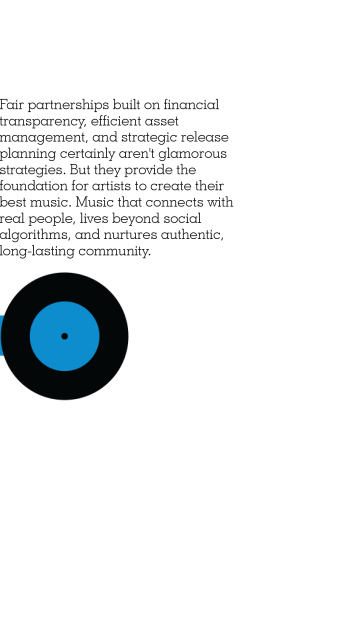 Fair partnerships built on financial
transparency, efficient asset
management, and strategic release
planning certainly aren't glamorous
strategies. But they provide the
foundation for artists to create their
best music. Music that connects with
real people, lives beyond social
algorithms, and nurtures authentic,
long-lasting community.